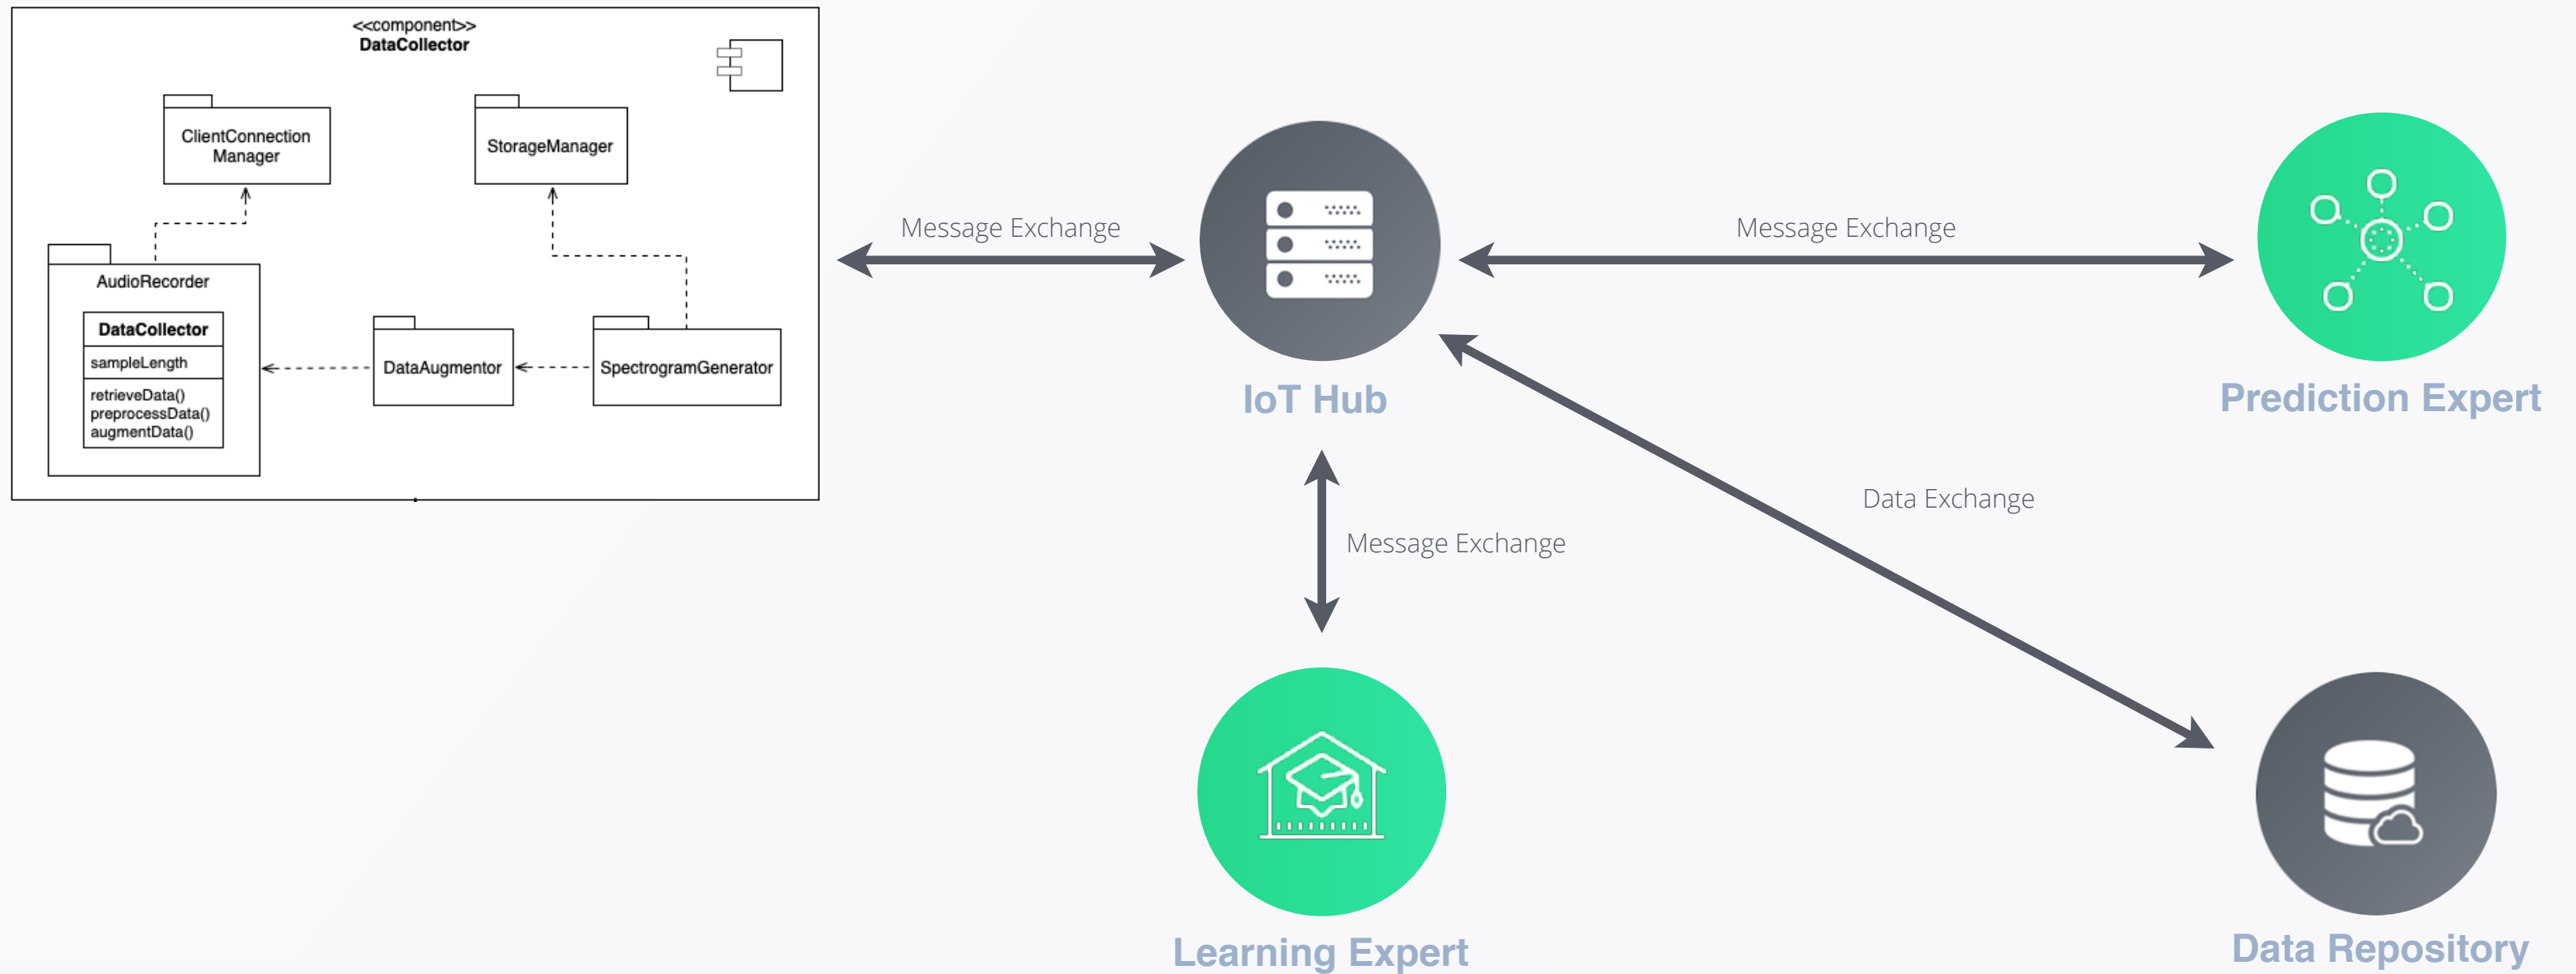 <<component>>
DataCollector
ClientConnection
Manager
StorageManager
AudioRecorder
DataCollector
sampleLength
retrieveData()
preprocessData()
augmentData()
DataAugmentor
SpectrogramGenerator
Message Exchange
IoT Hub
Message Exchange
Prediction Expert
Data Exchange
Message Exchange
Learning Expert
Data Repository